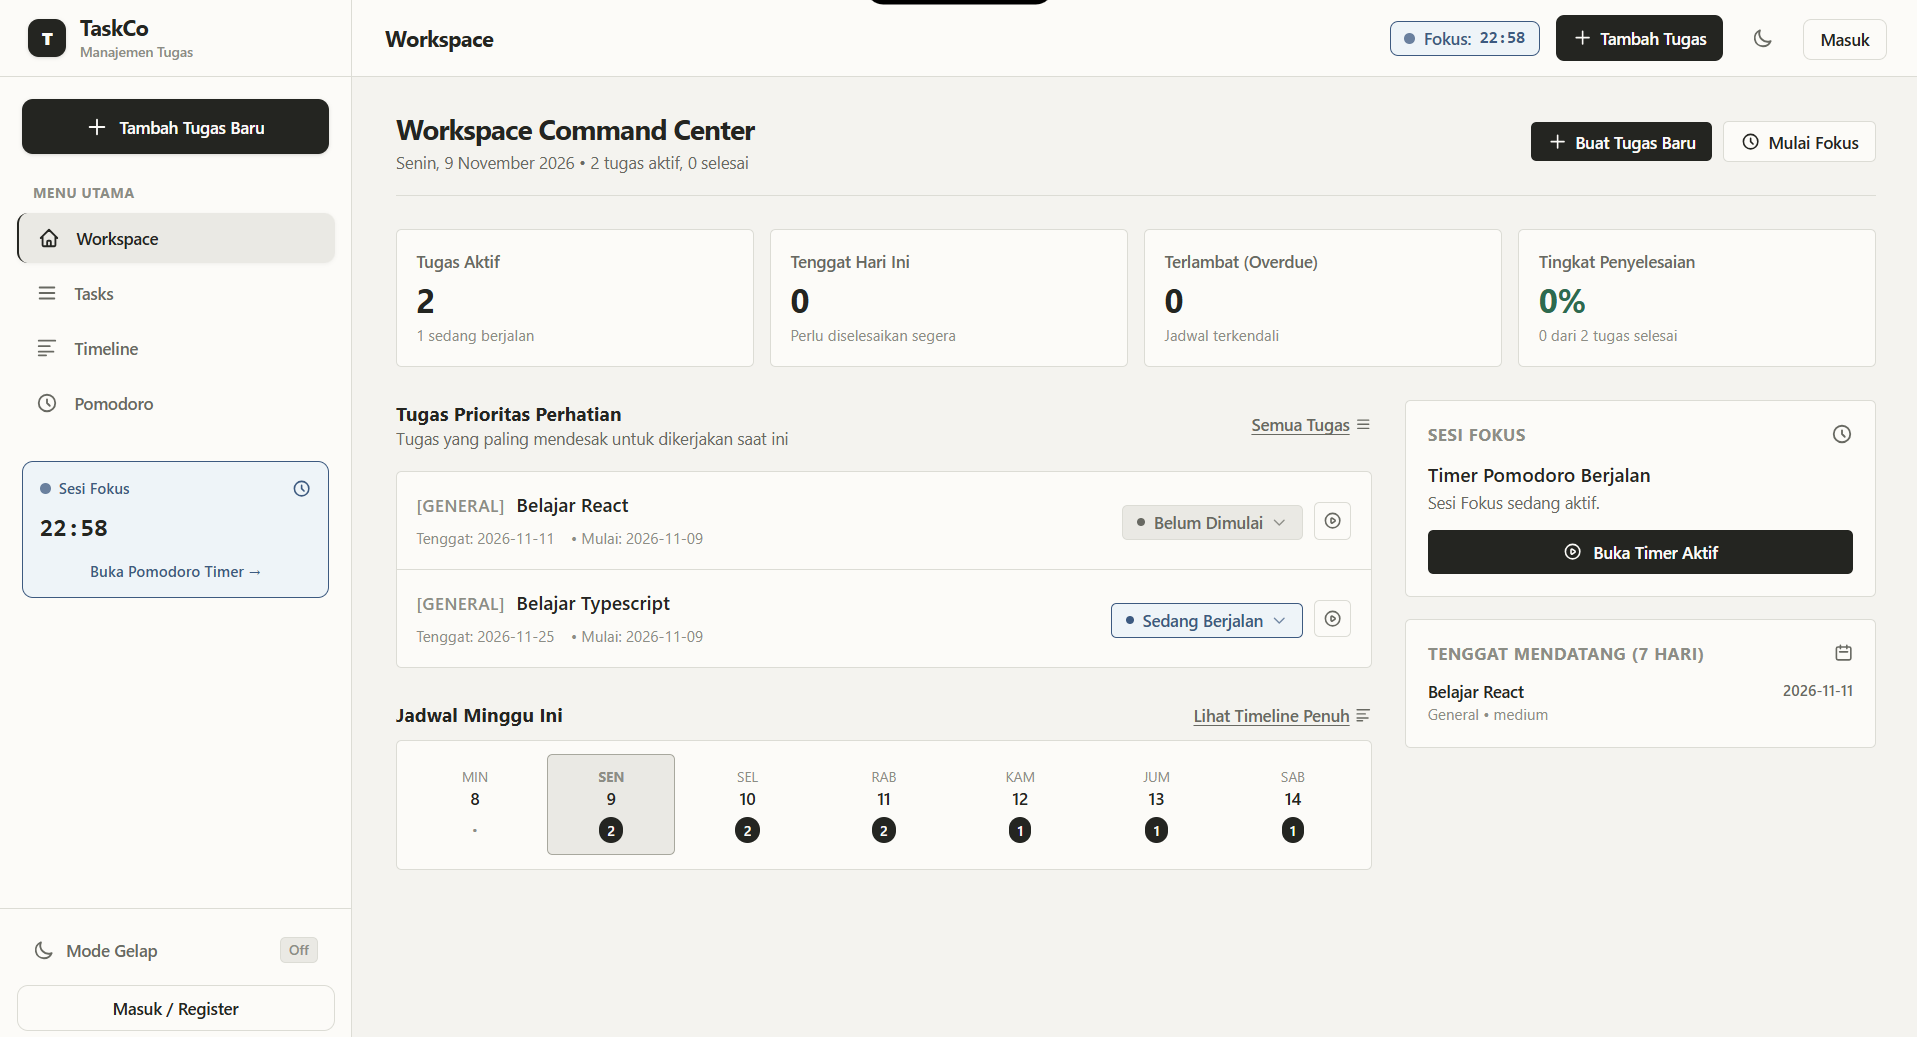 T
TaskCo
Manajemen Tugas
Tambah Tugas Baru
MENU UTAMA
Workspace
Tasks
Timeline
Pomodoro
Sesi Fokus
22:58
Buka Pomodoro Timer →
Mode Gelap
Off
Masuk / Register
Workspace
Fokus: 22:58
Tambah Tugas
Masuk
Workspace Command Center
Senin, 9 November 2026 • 2 tugas aktif, 0 selesai
Buat Tugas Baru
Mulai Fokus
Tugas Aktif
2
1 sedang berjalan
Tenggat Hari Ini
0
Perlu diselesaikan segera
Terlambat (Overdue)
0
Jadwal terkendali
Tingkat Penyelesaian
0%
0 dari 2 tugas selesai
Tugas Prioritas Perhatian
Tugas yang paling mendesak untuk dikerjakan saat ini
Semua Tugas
[GENERAL] Belajar React
Tenggat: 2026-11-11 • Mulai: 2026-11-09
Belum Dimulai
[GENERAL] Belajar Typescript
Tenggat: 2026-11-25 • Mulai: 2026-11-09
Sedang Berjalan
Jadwal Minggu Ini
Lihat Timeline Penuh
MIN
8
·
SEN
9
2
SEL
10
2
RAB
11
2
KAM
12
1
JUM
13
1
SAB
14
1
SESI FOKUS
Timer Pomodoro Berjalan
Sesi Fokus sedang aktif.
Buka Timer Aktif
TENGGAT MENDATANG (7 HARI)
Belajar React
2026-11-11
General • medium